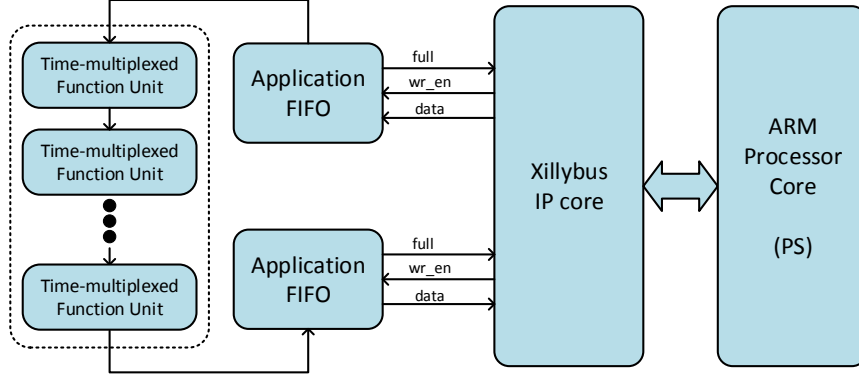 Time-multiplexed
Function Unit
Time-multiplexed
Function Unit
Time-multiplexed
Function Unit
Application
FIFO
full
wr_en
data
Application
FIFO
full
wr_en
data
Xillybus
IP core
ARM
Processor
Core
(PS)